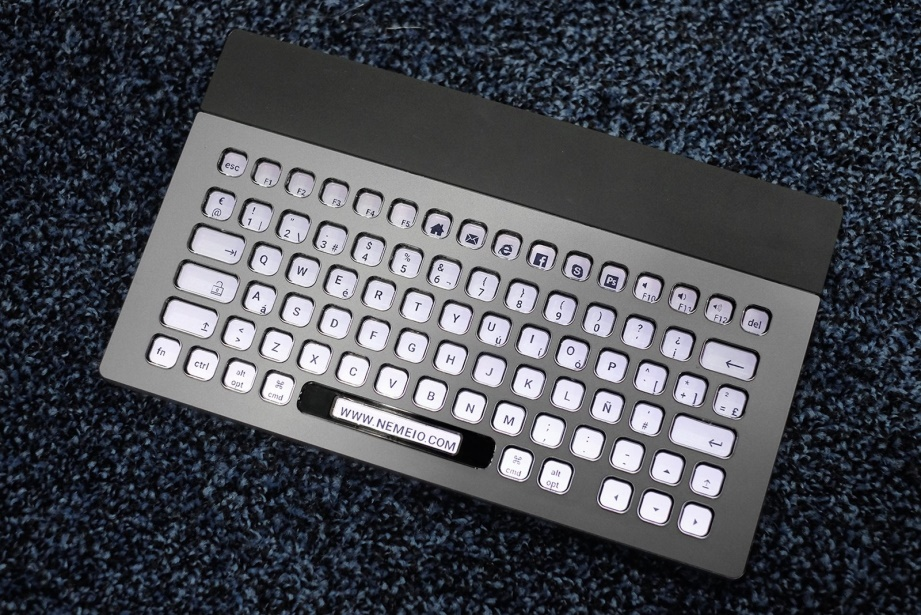 esc F1 F2 F3 F4 F5 e f S Ps F10 F11 F12 del
€ @ ! 1 | " 2 3 # $ 4 % 5 & 6 / 7 ( 8 ) 9 = 0 ? ' ¿ ¡
Q W E é R T Y U ú I í O ó P ^ [ * + ]
A á S D F G H J K L Ñ
< > Z X C V B N M ; , : . - _
fn ctrl alt opt ⌘ cmd WWW.NEMEIO.COM ⌘ cmd alt opt